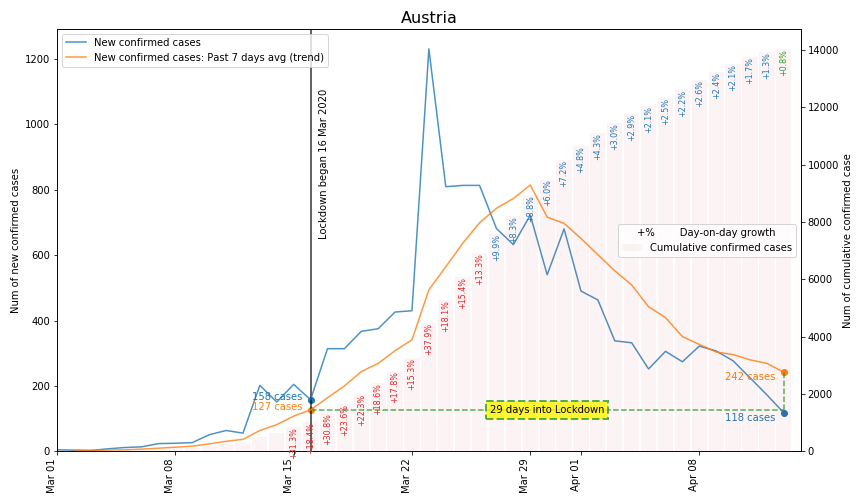 Austria
New confirmed cases
New confirmed cases: Past 7 days avg (trend)
Num of new confirmed cases
0
200
400
600
800
1000
1200
Lockdown began 16 Mar 2020
158 cases
127 cases
+31.3%
+18.4%
+30.8%
+23.6%
+22.3%
+18.6%
+17.8%
+15.3%
+37.9%
+18.1%
+15.4%
+13.3%
+9.9%
+8.3%
+8.8%
+6.0%
+7.2%
+4.8%
+4.3%
+3.0%
+2.9%
+2.1%
+2.5%
+2.2%
+2.6%
+2.4%
+2.1%
+1.7%
+1.3%
+0.8%
+% Day-on-day growth
Cumulative confirmed cases
29 days into Lockdown
242 cases
118 cases
Num of cumulative confirmed case
0
2000
4000
6000
8000
10000
12000
14000
Mar 01
Mar 08
Mar 15
Mar 22
Mar 29
Apr 01
Apr 08